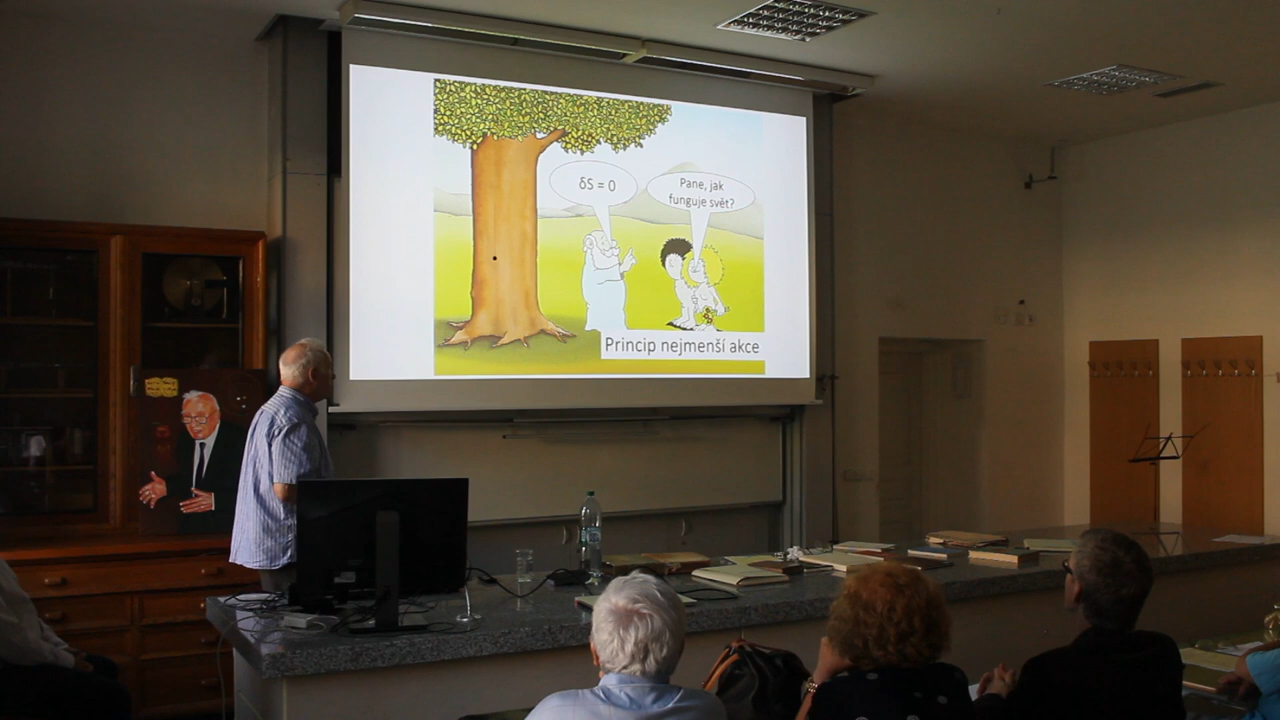 δS = 0
Pane, jak
funguje svět?
Princip nejmenší akce